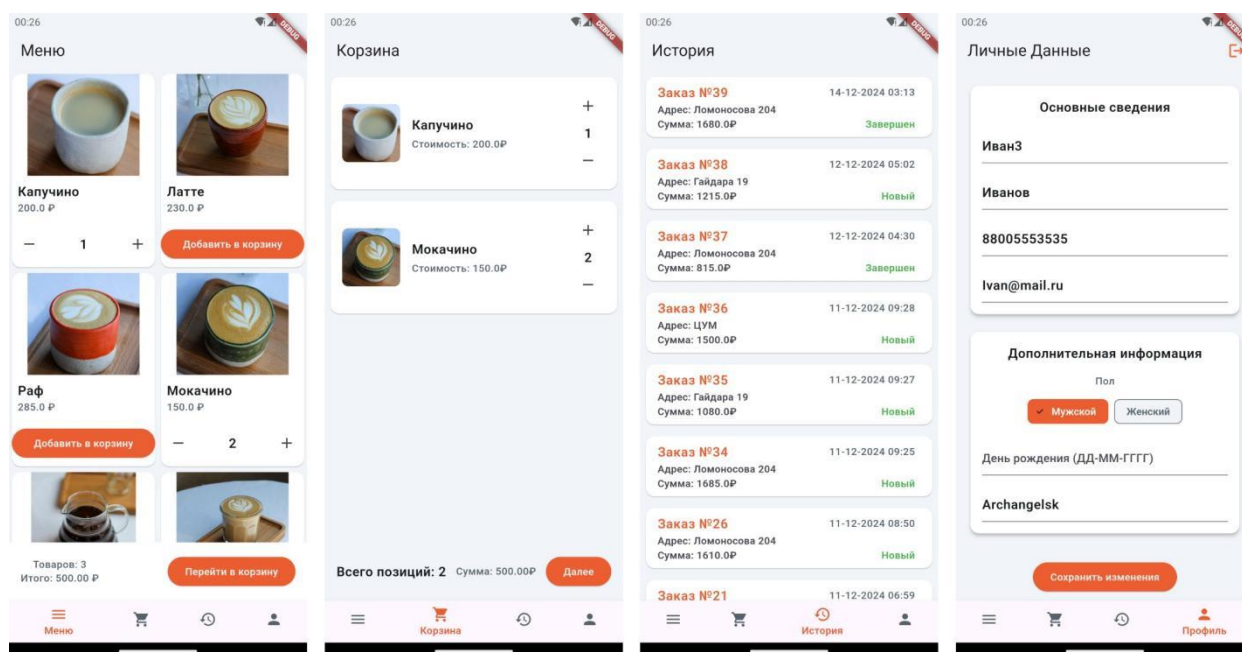 00:26
DEBUG
Меню
Капучино
200.0 ₽
1
Латте
230.0 ₽
Добавить в корзину
Раф
285.0 ₽
Добавить в корзину
Мокачино
150.0 ₽
2
Товаров: 3
Итого: 500.00 ₽
Перейти в корзину
Меню
00:26
DEBUG
Корзина
Капучино
Стоимость: 200.0₽
1
Мокачино
Стоимость: 150.0₽
2
Всего позиций: 2 Сумма: 500.00₽ Далее
Корзина
00:26
DEBUG
История
Заказ №39 14-12-2024 03:13
Адрес: Ломоносова 204
Сумма: 1680.0₽ Завершен
Заказ №38 12-12-2024 05:02
Адрес: Гайдара 19
Сумма: 1215.0₽ Новый
Заказ №37 12-12-2024 04:30
Адрес: Ломоносова 204
Сумма: 815.0₽ Завершен
Заказ №36 11-12-2024 09:28
Адрес: ЦУМ
Сумма: 1500.0₽ Новый
Заказ №35 11-12-2024 09:27
Адрес: Гайдара 19
Сумма: 1080.0₽ Новый
Заказ №34 11-12-2024 09:25
Адрес: Ломоносова 204
Сумма: 1685.0₽ Новый
Заказ №26 11-12-2024 08:50
Адрес: Ломоносова 204
Сумма: 1610.0₽ Новый
Заказ №21 11-12-2024 06:59
История
00:26
DEBUG
Личные Данные
Основные сведения
Иван3
Иванов
88005553535
Ivan@mail.ru
Дополнительная информация
Пол
Мужской Женский
День рождения (ДД-ММ-ГГГГ)
Archangelsk
Сохранить изменения
Профиль